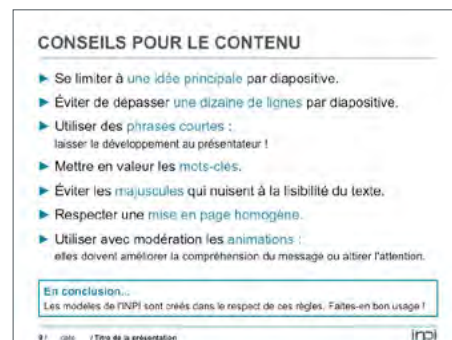 CONSEILS POUR LE CONTENU
► Se limiter à une idée principale par diapositive.
► Éviter de dépasser une dizaine de lignes par diapositive.
► Utiliser des phrases courtes :
laisser le développement au présentateur !
► Mettre en valeur les mots-clés.
► Éviter les majuscules qui nuisent à la lisibilité du texte.
► Respecter une mise en page homogène.
► Utiliser avec modération les animations :
elles doivent améliorer la compréhension du message ou attirer l'attention.
En conclusion...
Les modèles de l'INPI sont créés dans le respect de ces règles. Faites-en bon usage !
9 / date / Titre de la présentation
inpi